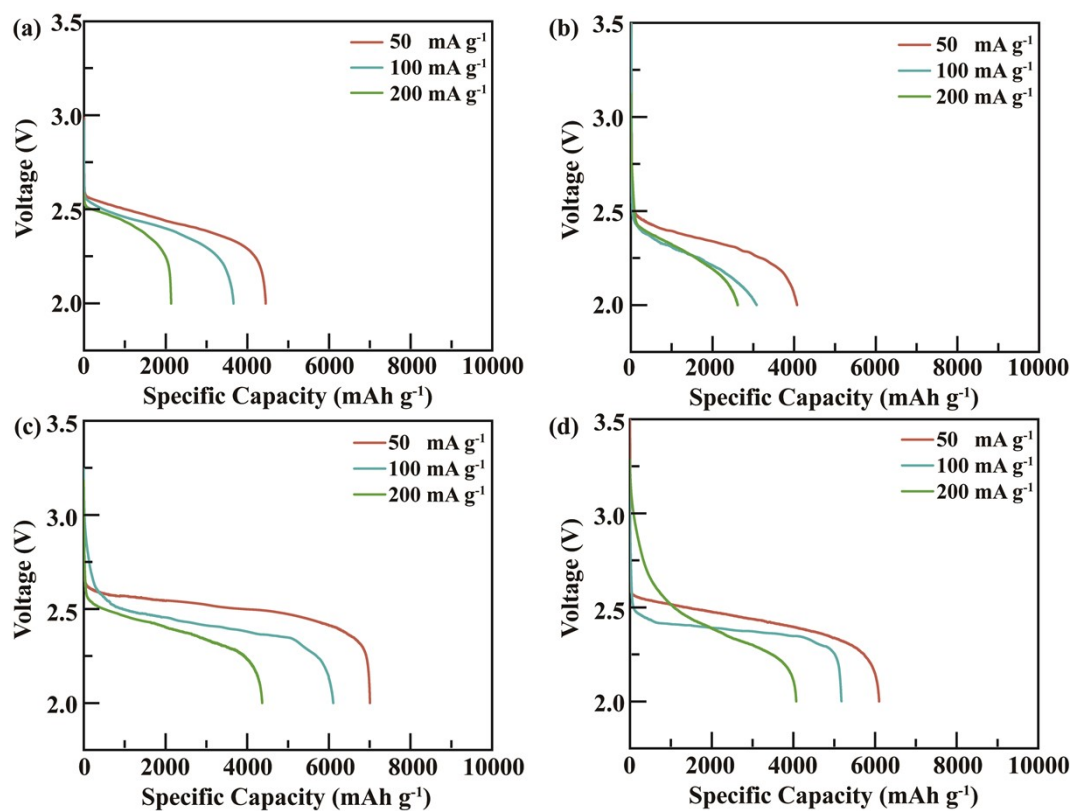 (a)
3.5
3.0
2.5
2.0
Voltage (V)
50 mA g⁻¹
100 mA g⁻¹
200 mA g⁻¹
0 2000 4000 6000 8000 10000
Specific Capacity (mAh g⁻¹)
(b)
3.5
3.0
2.5
2.0
Voltage (V)
50 mA g⁻¹
100 mA g⁻¹
200 mA g⁻¹
0 2000 4000 6000 8000 10000
Specific Capacity (mAh g⁻¹)
(c)
3.5
3.0
2.5
2.0
Voltage (V)
50 mA g⁻¹
100 mA g⁻¹
200 mA g⁻¹
0 2000 4000 6000 8000 10000
Specific Capacity (mAh g⁻¹)
(d)
3.5
3.0
2.5
2.0
Voltage (V)
50 mA g⁻¹
100 mA g⁻¹
200 mA g⁻¹
0 2000 4000 6000 8000 10000
Specific Capacity (mAh g⁻¹)